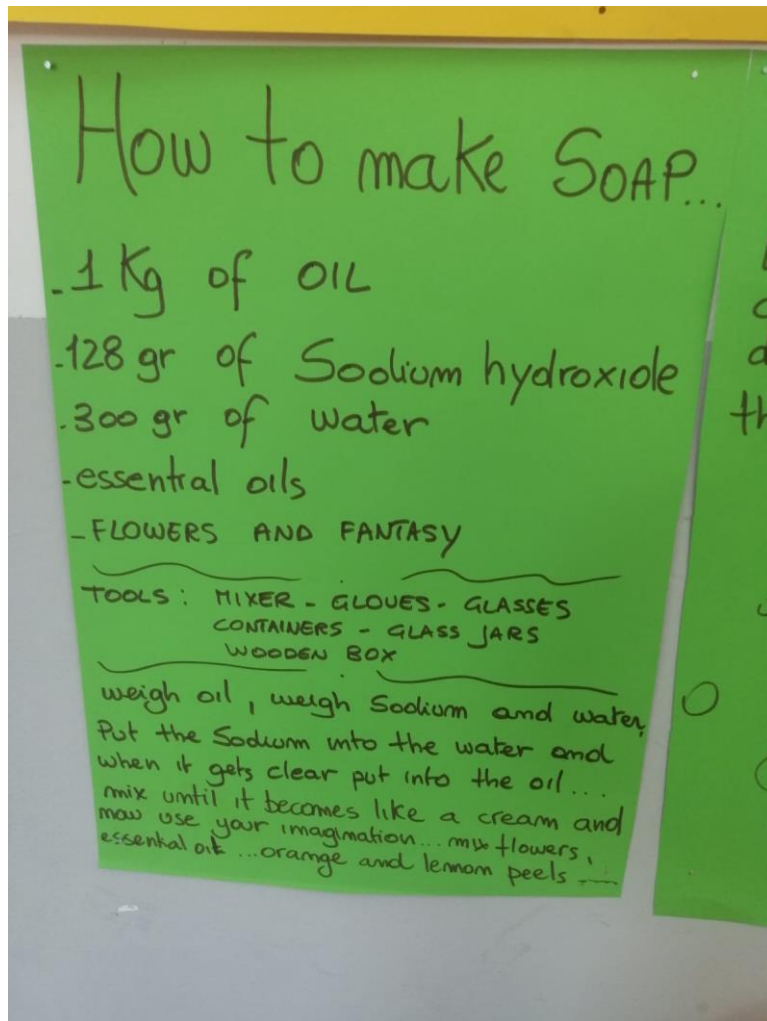 How to make SOAP...
-1 Kg of OIL
-128 gr of Sodium hydroxide
-300 gr of water
-essential oils
- FLOWERS AND FANTASY
TOOLS: MIXER - GLOVES - GLASSES
CONTAINERS - GLASS JARS
WOODEN BOX
weigh oil, weigh Sodium and water,
Put the Sodium into the water and
when it gets clear put into the oil...
mix until it becomes like a cream and
now use your imagination... mix flowers,
essential oil ...orange and lemmom peels